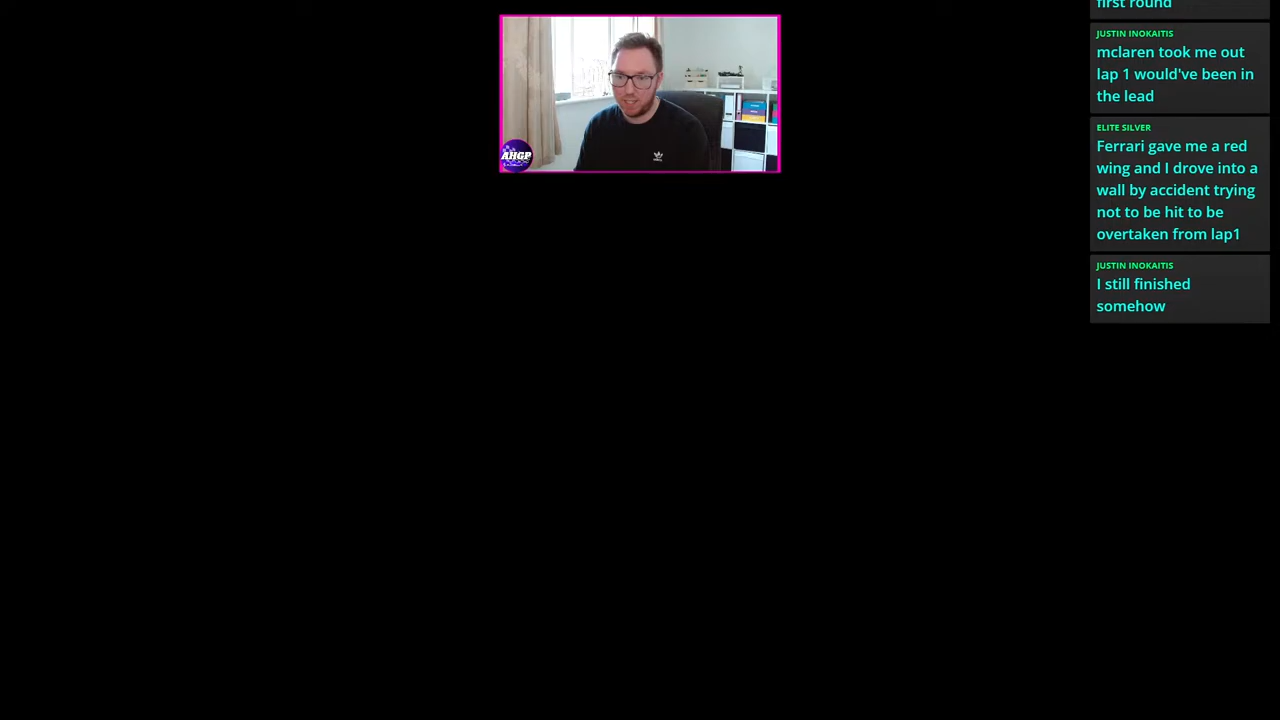 first round
JUSTIN INOKAITIS
mclaren took me out
lap 1 would've been in
the lead
ELITE SILVER
Ferrari gave me a red
wing and I drove into a
wall by accident trying
not to be hit to be
overtaken from lap1
JUSTIN INOKAITIS
I still finished
somehow
AHGP